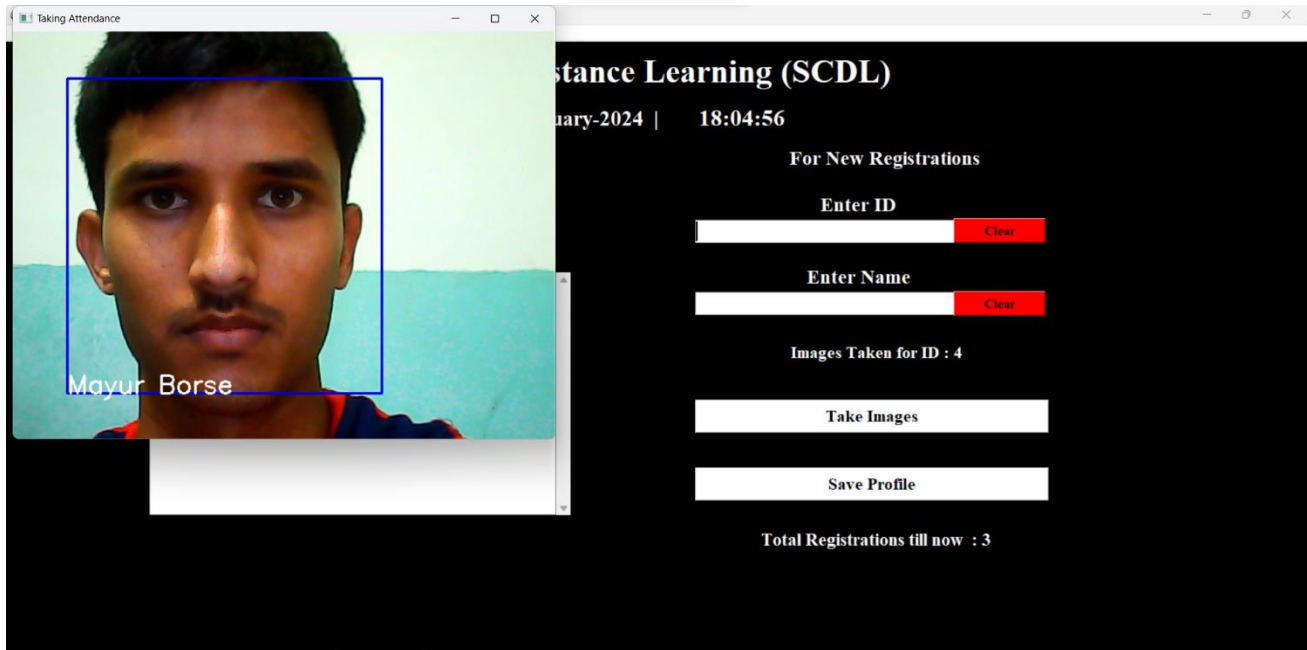 Taking Attendance
stance Learning (SCDL)
uary-2024 | 18:04:56
For New Registrations
Enter ID
Clear
Enter Name
Clear
Mayur Borse
Images Taken for ID : 4
Take Images
Save Profile
Total Registrations till now : 3